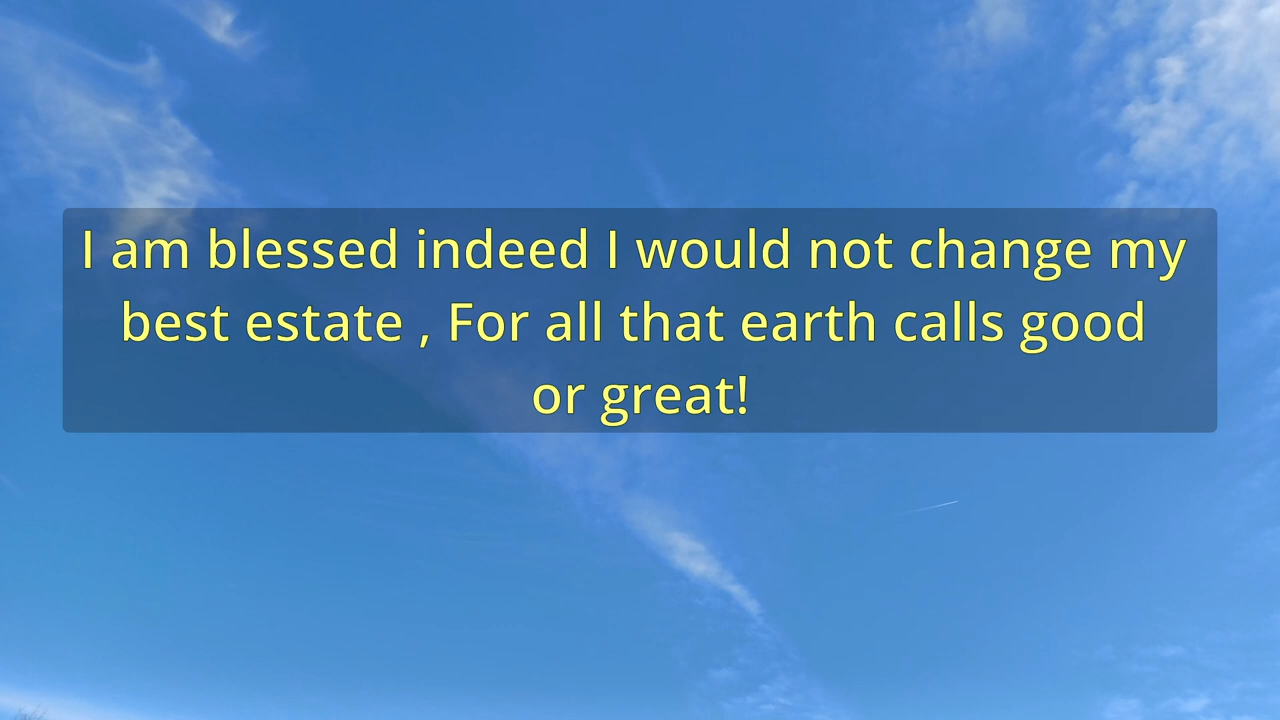 I am blessed indeed I would not change my
best estate , For all that earth calls good
or great!